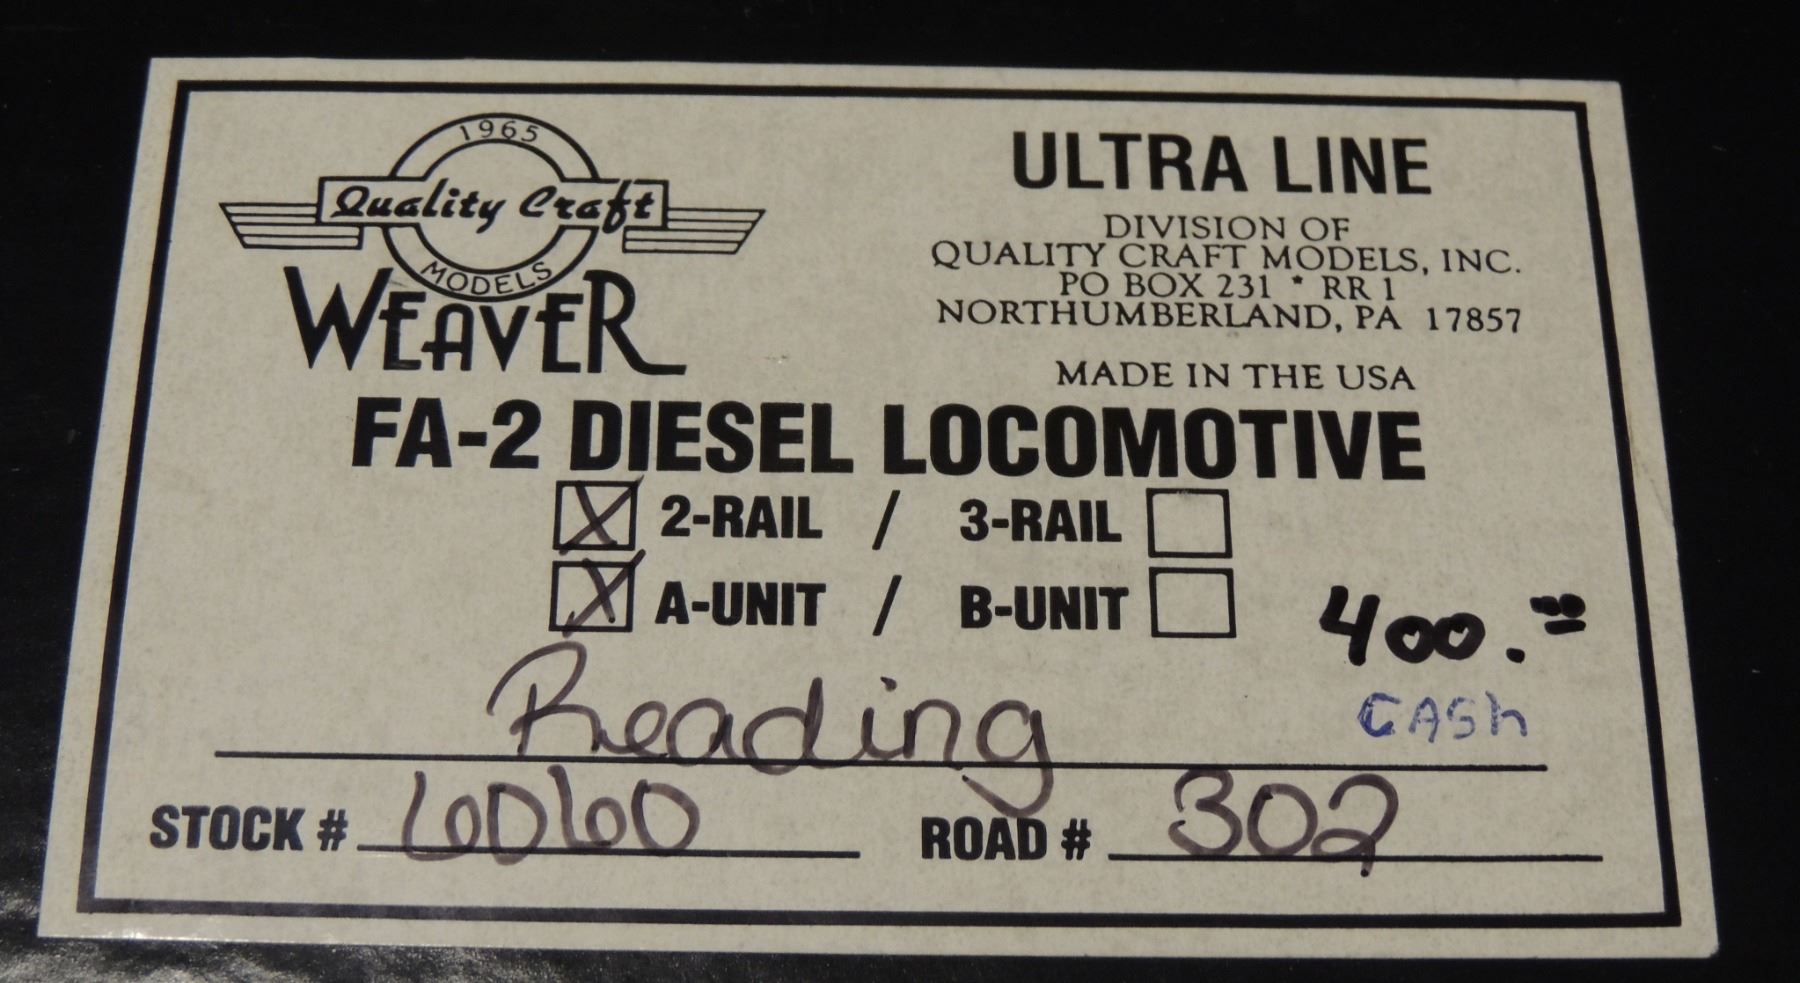 1965
Quality Craft
MODELS
WEAVER
ULTRA LINE
DIVISION OF
QUALITY CRAFT MODELS, INC.
PO BOX 231 * RR 1
NORTHUMBERLAND, PA 17857
MADE IN THE USA
FA-2 DIESEL LOCOMOTIVE
X 2-RAIL / 3-RAIL
X A-UNIT / B-UNIT
400.00
CASh
Reading
STOCK # 6060 ROAD # 302